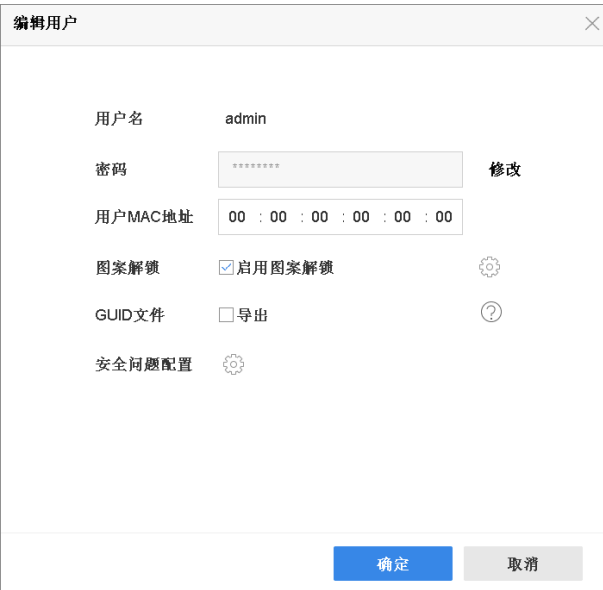 编辑用户
用户名 admin
密码 ******** 修改
用户MAC地址 00 : 00 : 00 : 00 : 00 : 00
图案解锁 启用图案解锁
GUID文件 导出 ?
安全问题配置
确定 取消